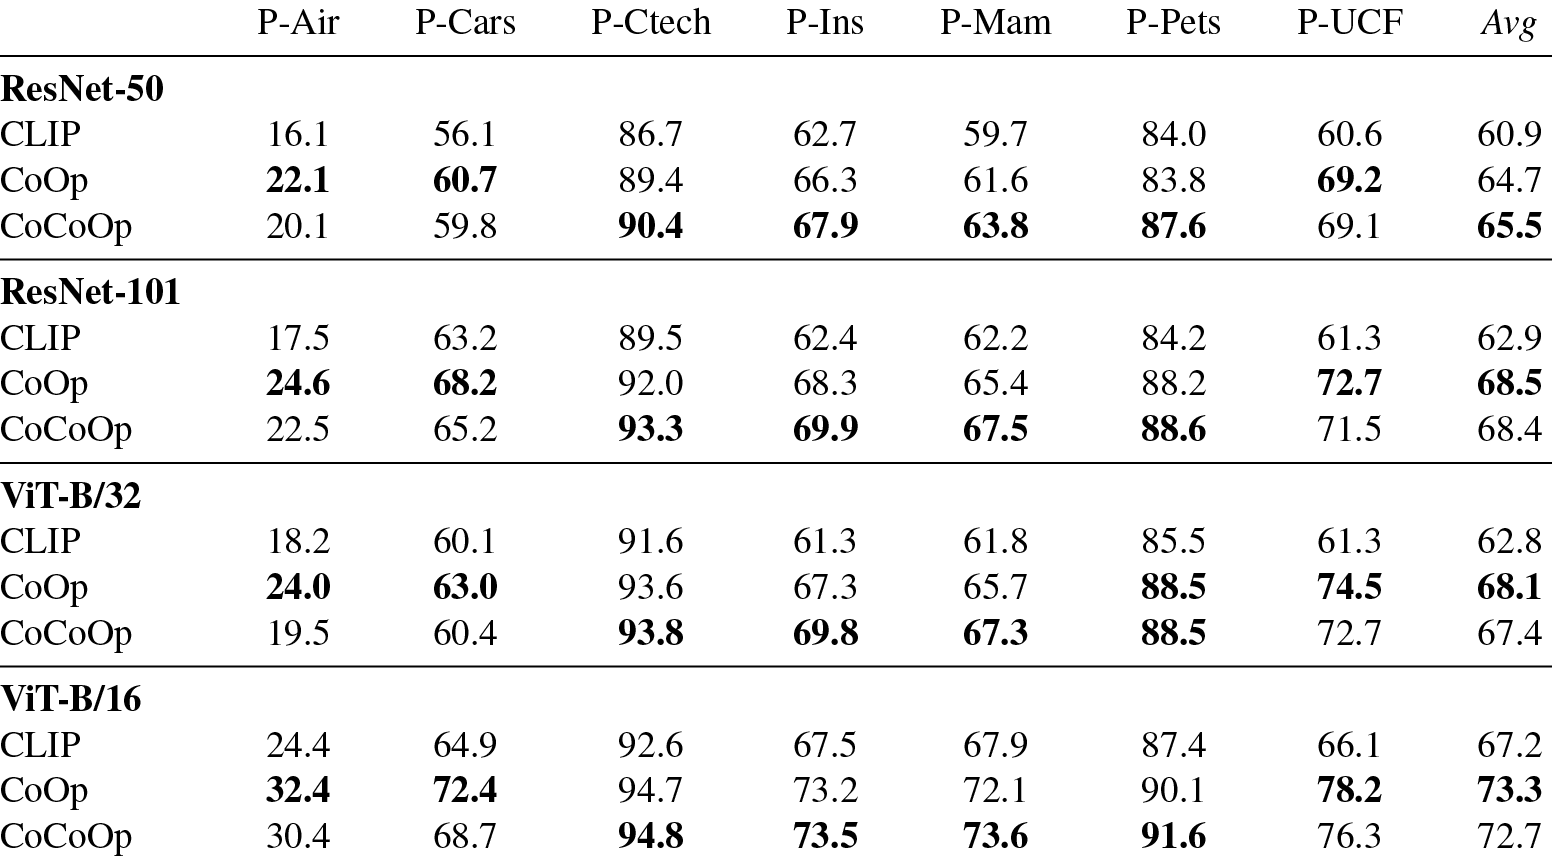 P-Air P-Cars P-Ctech P-Ins P-Mam P-Pets P-UCF Avg
ResNet-50
CLIP 16.1 56.1 86.7 62.7 59.7 84.0 60.6 60.9
CoOp 22.1 60.7 89.4 66.3 61.6 83.8 69.2 64.7
CoCoOp 20.1 59.8 90.4 67.9 63.8 87.6 69.1 65.5
ResNet-101
CLIP 17.5 63.2 89.5 62.4 62.2 84.2 61.3 62.9
CoOp 24.6 68.2 92.0 68.3 65.4 88.2 72.7 68.5
CoCoOp 22.5 65.2 93.3 69.9 67.5 88.6 71.5 68.4
ViT-B/32
CLIP 18.2 60.1 91.6 61.3 61.8 85.5 61.3 62.8
CoOp 24.0 63.0 93.6 67.3 65.7 88.5 74.5 68.1
CoCoOp 19.5 60.4 93.8 69.8 67.3 88.5 72.7 67.4
ViT-B/16
CLIP 24.4 64.9 92.6 67.5 67.9 87.4 66.1 67.2
CoOp 32.4 72.4 94.7 73.2 72.1 90.1 78.2 73.3
CoCoOp 30.4 68.7 94.8 73.5 73.6 91.6 76.3 72.7